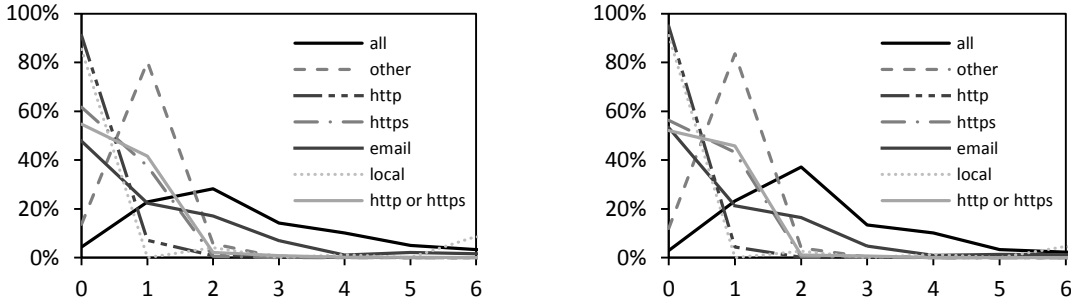 100%
80%
60%
40%
20%
0%
0 1 2 3 4 5 6
all
other
http
https
email
local
http or https
100%
80%
60%
40%
20%
0%
0 1 2 3 4 5 6
all
other
http
https
email
local
http or https